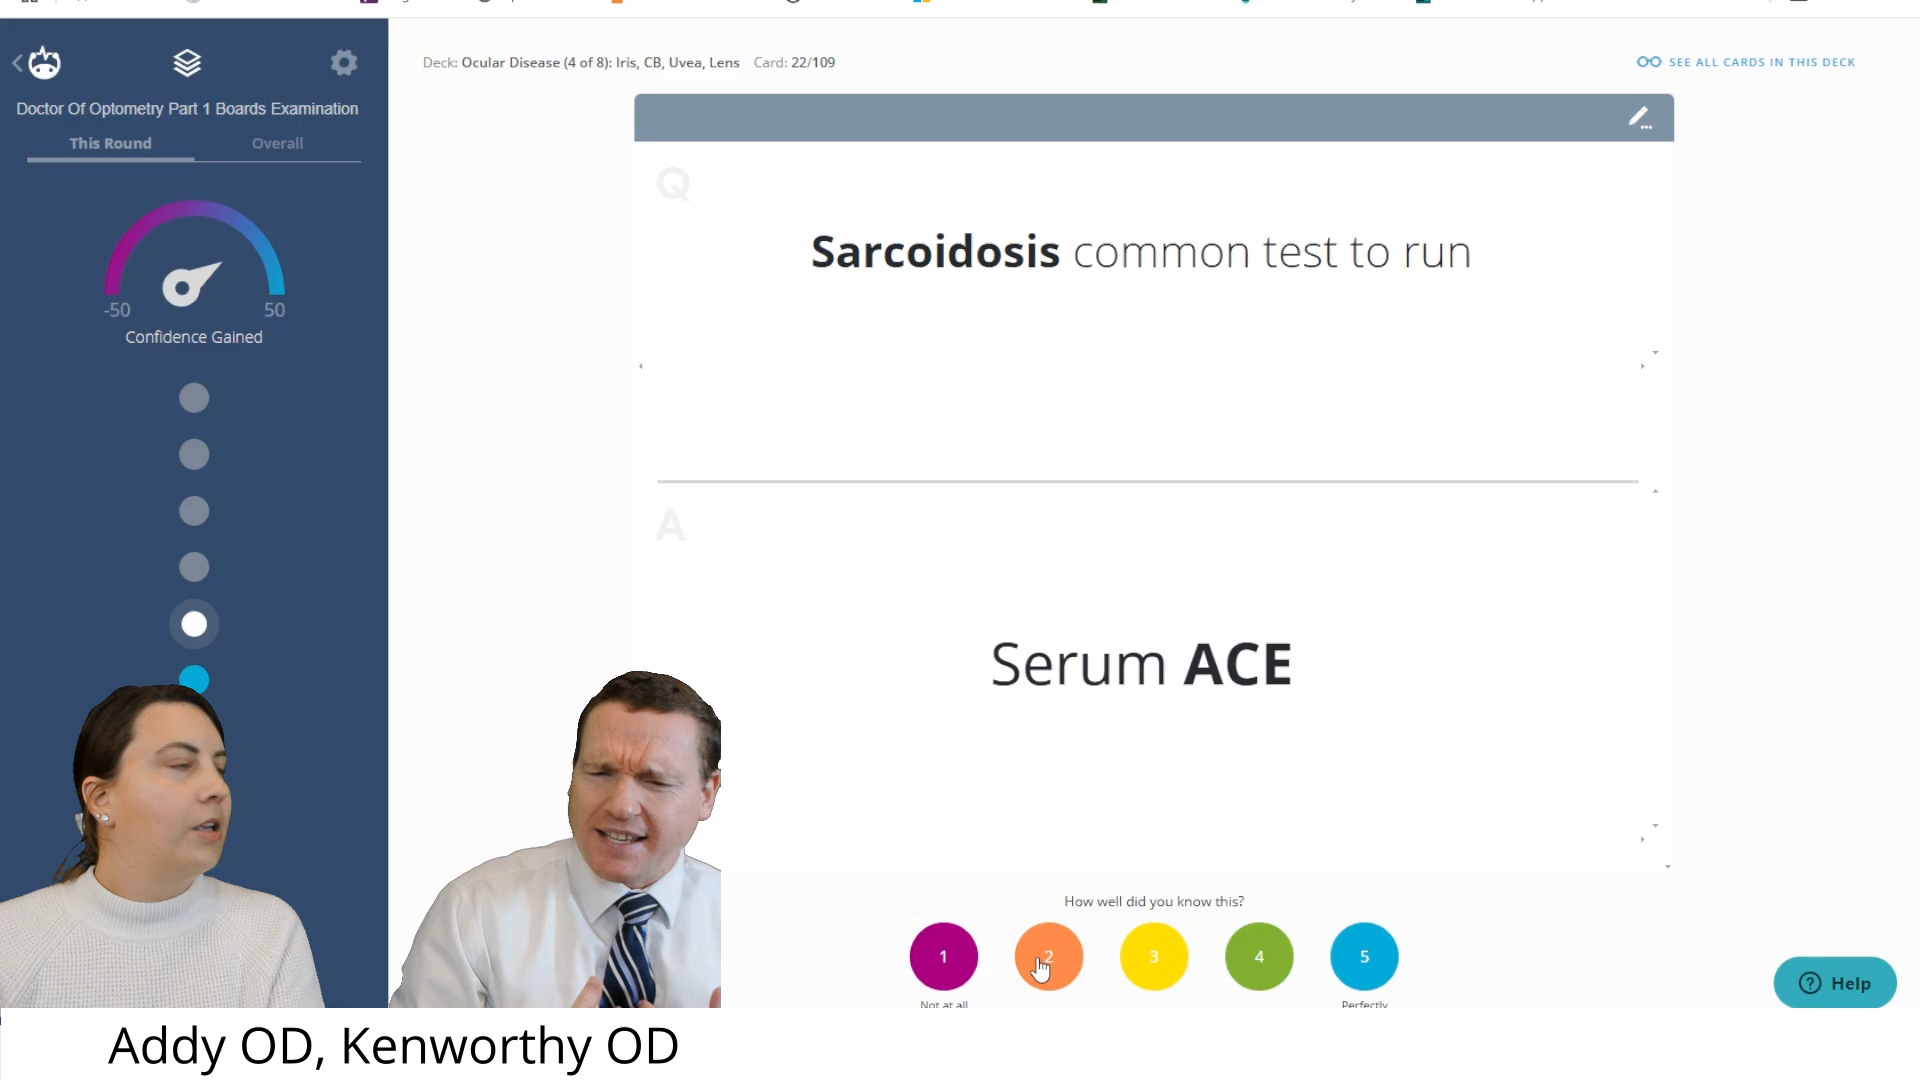 Deck: Ocular Disease (4 of 8): Iris, CB, Uvea, Lens Card: 22/109
SEE ALL CARDS IN THIS DECK
Doctor Of Optometry Part 1 Boards Examination
This Round Overall
-50 50
Confidence Gained
Q
Sarcoidosis common test to run
A
Serum ACE
How well did you know this?
1 2 3 4 5
Not at all Perfectly
Help
Addy OD, Kenworthy OD